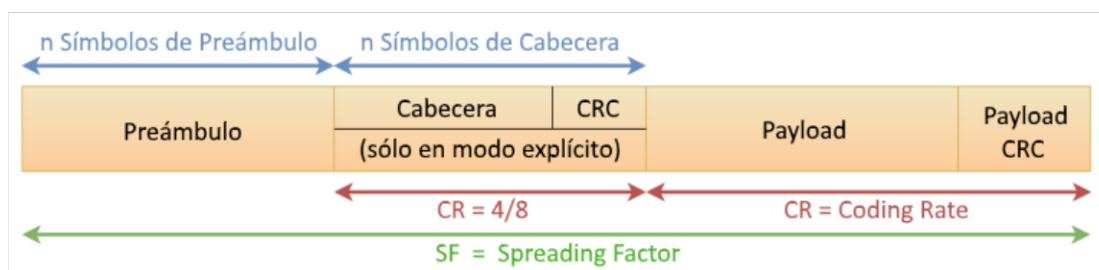 n Símbolos de Preámbulo
n Símbolos de Cabecera
Preámbulo
Cabecera
CRC
(sólo en modo explícito)
Payload
Payload
CRC
CR = 4/8
CR = Coding Rate
SF = Spreading Factor